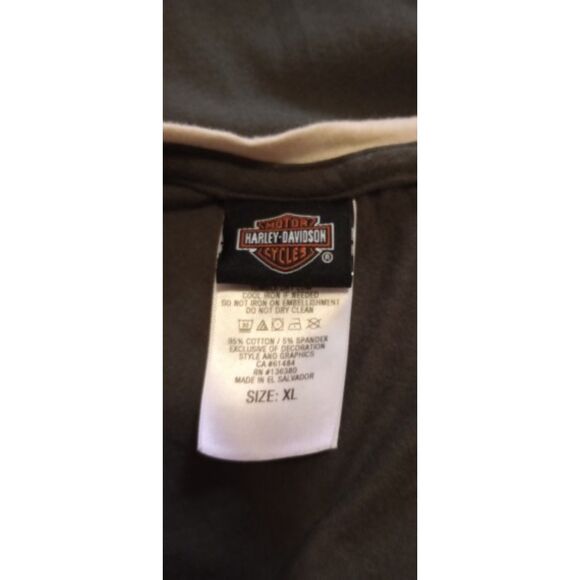 MOTOR
HARLEY-DAVIDSON
CYCLES
®
COOL IRON IF NEEDED
DO NOT IRON ON EMBELLISHMENT
DO NOT DRY CLEAN
30
95% COTTON / 5% SPANDEX
EXCLUSIVE OF DECORATION
STYLE AND GRAPHICS
CA #61484
RN #136380
MADE IN EL SALVADOR
SIZE: XL